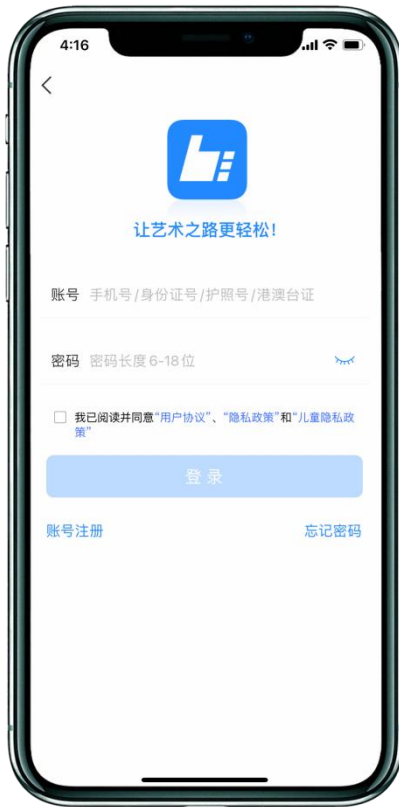 4:16
让艺术之路更轻松！
账号 手机号/身份证号/护照号/港澳台证
密码 密码长度6-18位
我已阅读并同意“用户协议”、“隐私政策”和“儿童隐私政
策”
登录
账号注册 忘记密码